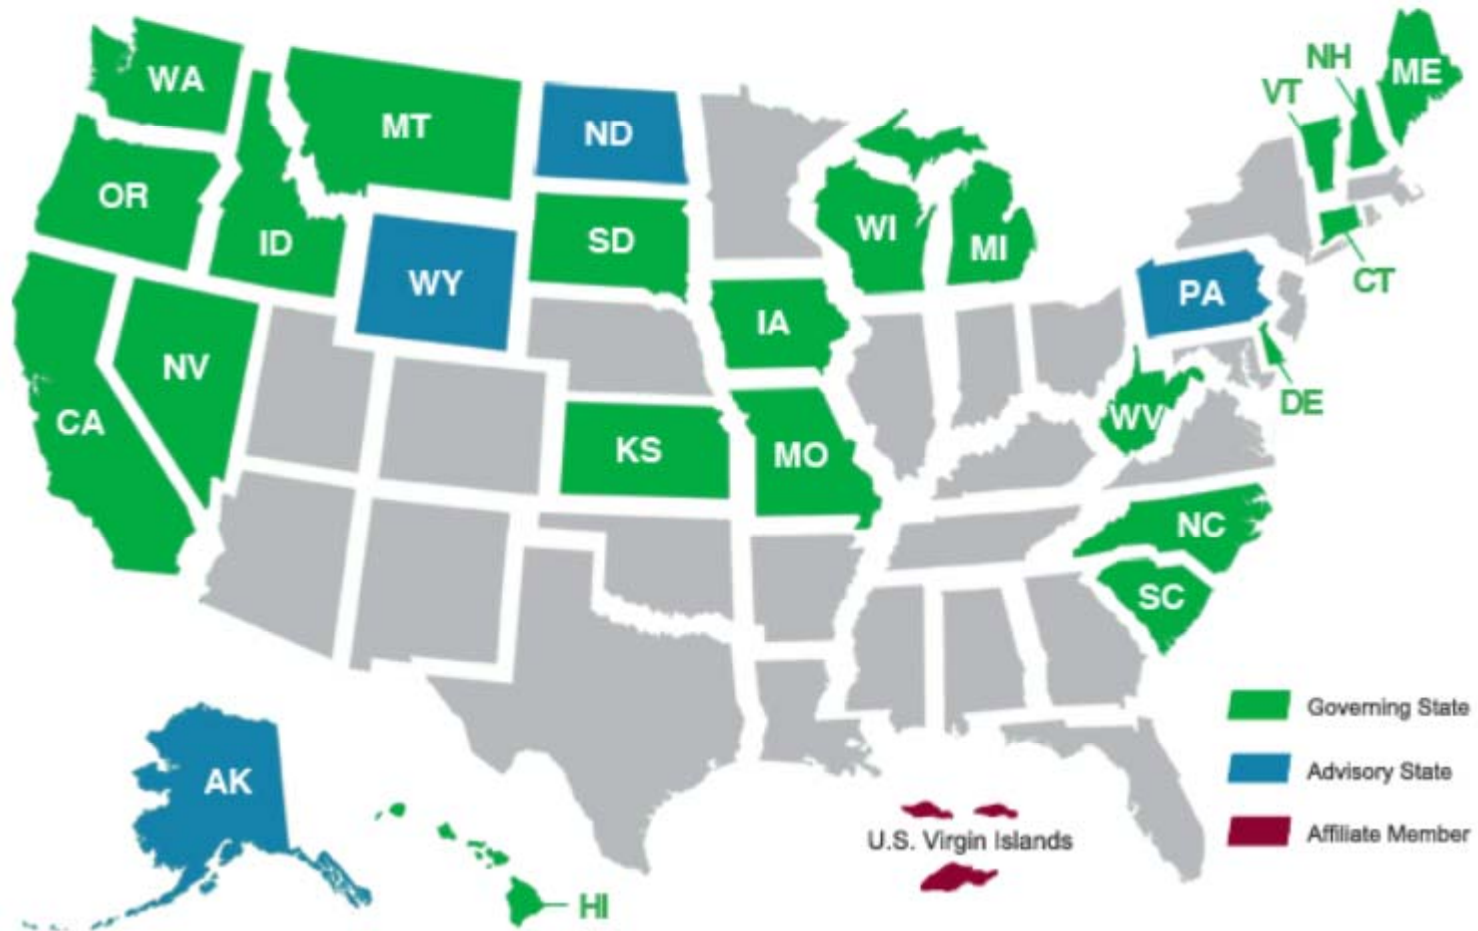 WA
MT
ND
OR
ID
WY
SD
WI
MI
VT
NH
ME
CT
PA
DE
CA
NV
IA
KS
MO
WV
NC
SC
AK
HI
U.S. Virgin Islands
Governing State
Advisory State
Affiliate Member